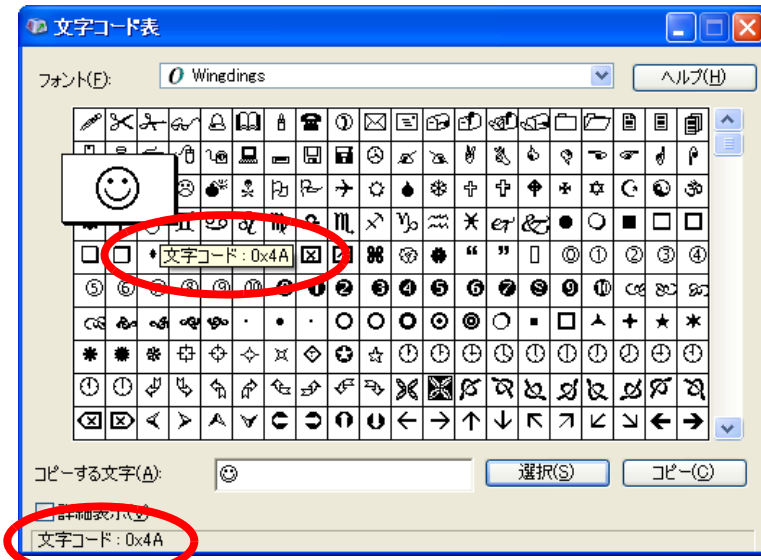 文字コード表
フォント(F):
Wingdings
ヘルプ(H)
文字コード : 0x4A
コピーする文字(A):
選択(S)
コピー(C)
詳細表示(V)
文字コード : 0x4A